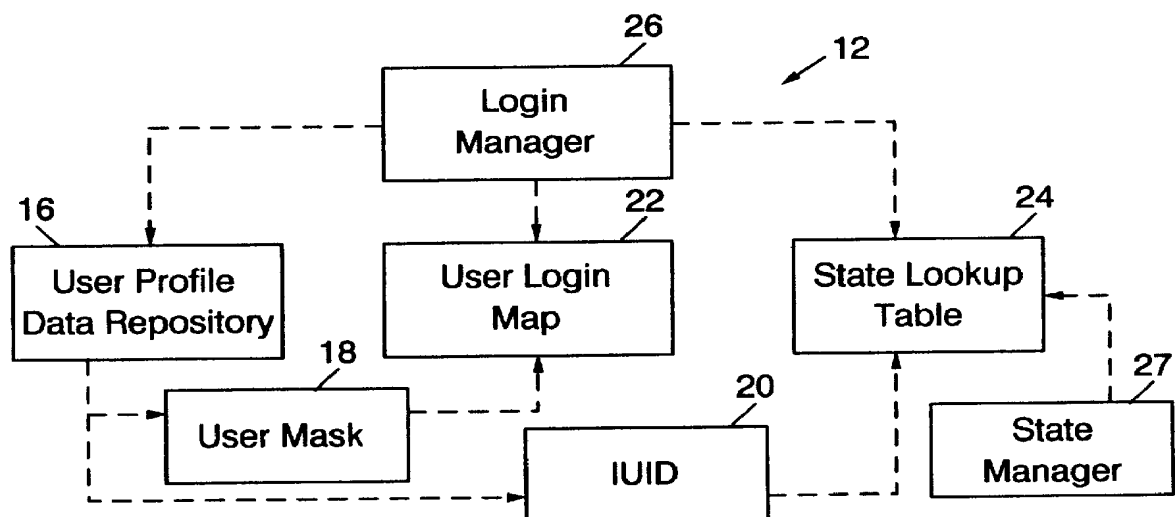 26
12
Login
Manager
16
22
24
User Profile
Data Repository
User Login
Map
State Lookup
Table
18
20
27
User Mask
IUID
State
Manager